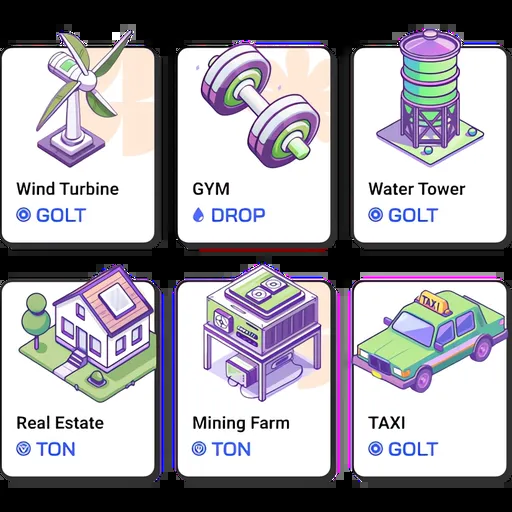 Wind Turbine
GOLT
GYM
DROP
Water Tower
GOLT
Real Estate
TON
Mining Farm
TON
TAXI
TAXI
GOLT